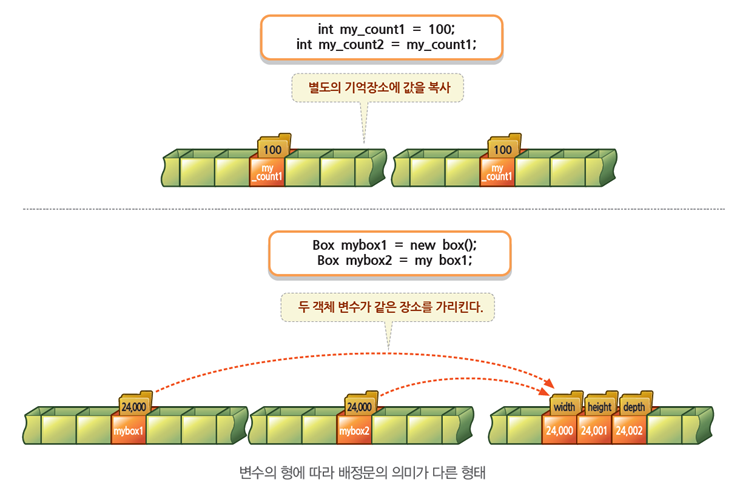 int my_count1 = 100;
int my_count2 = my_count1;
별도의 기억장소에 값을 복사
100
my
_count1
100
my
_count1
Box mybox1 = new box();
Box mybox2 = my box1;
두 객체 변수가 같은 장소를 가리킨다.
24,000
mybox1
24,000
mybox2
width height depth
24,000 24,001 24,002
변수의 형에 따라 배정문의 의미가 다른 형태